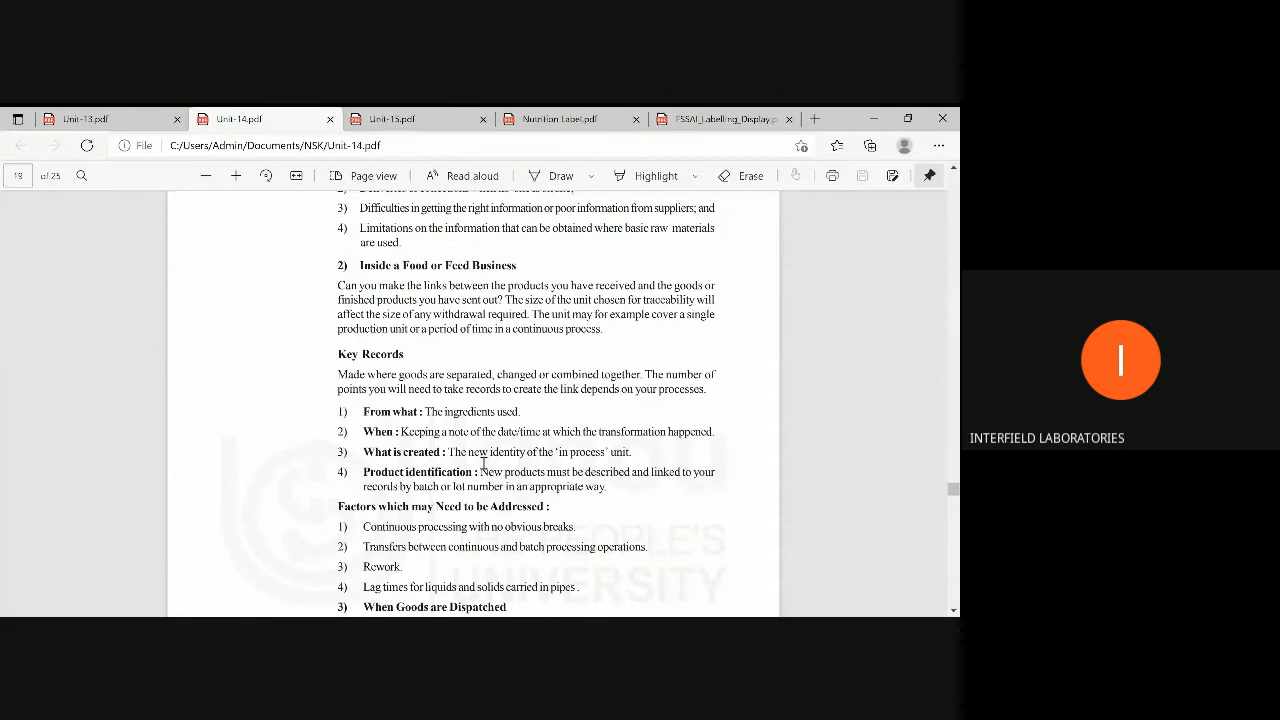 Unit-13.pdf
Unit-14.pdf
Unit-15.pdf
Nutrition Label.pdf
FSSAI_Labelling_Display.p
File C:/Users/Admin/Documents/NSK/Unit-14.pdf
19 of 25
Page view
Read aloud
Draw
Highlight
Erase
3) Difficulties in getting the right information or poor information from suppliers; and
4) Limitations on the information that can be obtained where basic raw materials
are used.
2) Inside a Food or Feed Business
Can you make the links between the products you have received and the goods or
finished products you have sent out? The size of the unit chosen for traceability will
affect the size of any withdrawal required. The unit may for example cover a single
production unit or a period of time in a continuous process.
Key Records
Made where goods are separated, changed or combined together. The number of
points you will need to take records to create the link depends on your processes.
1) From what : The ingredients used.
2) When : Keeping a note of the date/time at which the transformation happened.
3) What is created : The new identity of the ‘in process’ unit.
4) Product identification : New products must be described and linked to your
records by batch or lot number in an appropriate way.
Factors which may Need to be Addressed :
1) Continuous processing with no obvious breaks.
2) Transfers between continuous and batch processing operations.
3) Rework.
4) Lag times for liquids and solids carried in pipes .
3) When Goods are Dispatched
PEOPLE'S
UNIVERSITY
I
INTERFIELD LABORATORIES